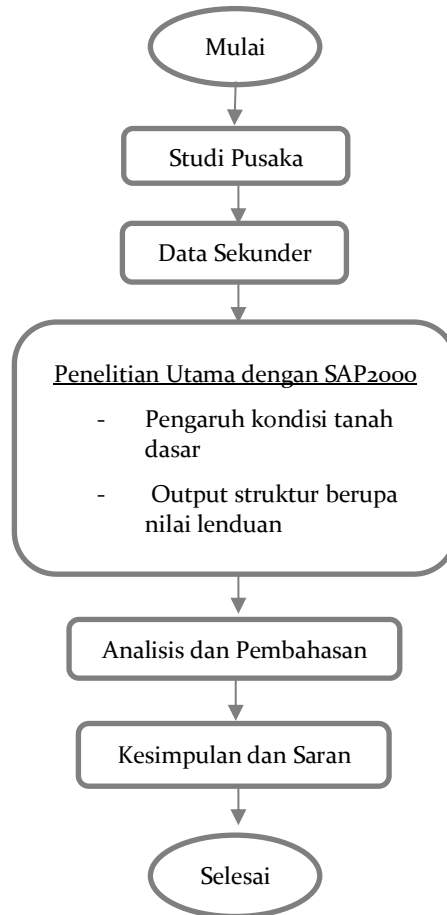 Mulai
Studi Pusaka
Data Sekunder
Penelitian Utama dengan SAP2000
- Pengaruh kondisi tanah
dasar
- Output struktur berupa
nilai lenduan
Analisis dan Pembahasan
Kesimpulan dan Saran
Selesai